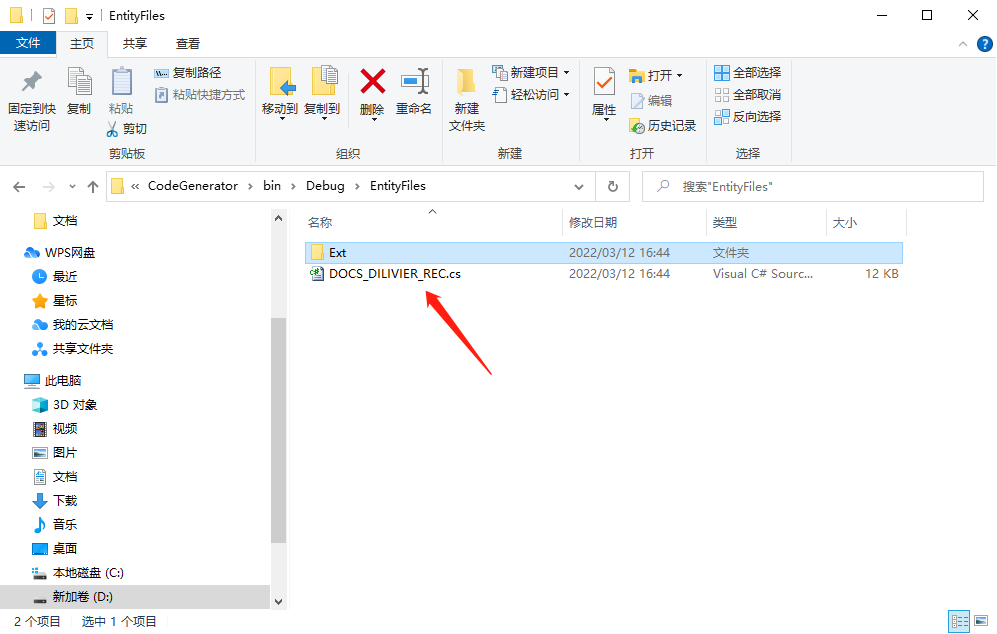 EntityFiles
文件 主页 共享 查看
固定到快速访问
复制
粘贴
复制路径
粘贴快捷方式
剪切
剪贴板
移动到
复制到
删除
重命名
组织
新建文件夹
新建项目
轻松访问
新建
属性
打开
编辑
历史记录
打开
全部选择
全部取消
反向选择
选择
« CodeGenerator › bin › Debug › EntityFiles
搜索"EntityFiles"
文档
WPS网盘
最近
星标
我的云文档
共享文件夹
此电脑
3D 对象
视频
图片
文档
下载
音乐
桌面
本地磁盘 (C:)
新加卷 (D:)
名称 修改日期 类型 大小
Ext 2022/03/12 16:44 文件夹
DOCS_DILIVIER_REC.cs 2022/03/12 16:44 Visual C# Sourc... 12 KB
2 个项目 选中 1 个项目